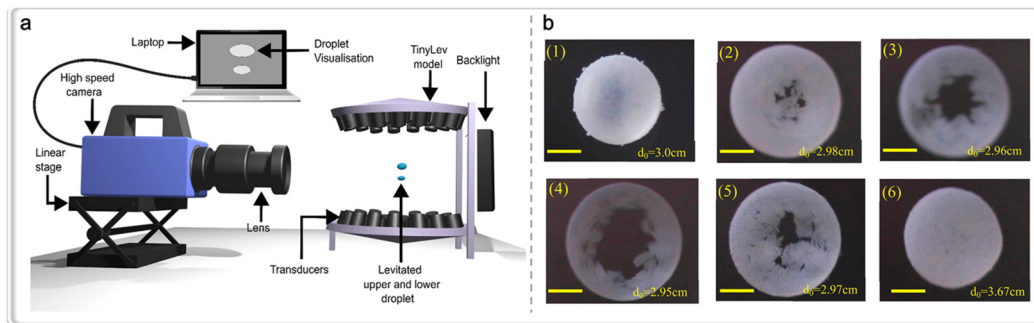 a
Laptop
Droplet
Visualisation
TinyLev
model
Backlight
High speed
camera
Linear
stage
Lens
Transducers
Levitated
upper and lower
droplet
b
(1)
d₀=3.0cm
(2)
d₀=2.98cm
(3)
d₀=2.96cm
(4)
d₀=2.95cm
(5)
d₀=2.97cm
(6)
d₀=3.67cm